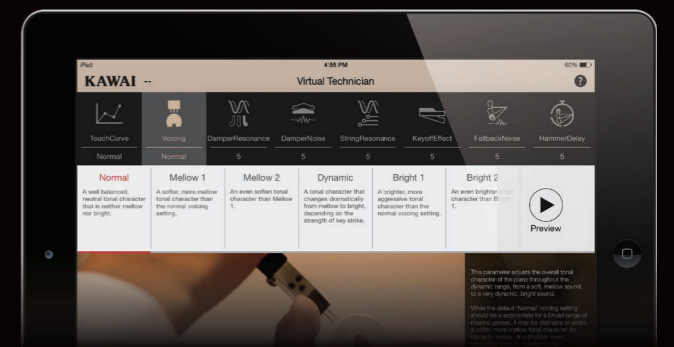 iPad 4:55 PM 60%
KAWAI -- Virtual Technician ?
TouchCurve Voicing DamperResonance DamperNoise StringResonance KeyoffEffect FallbackNoise HammerDelay
Normal Normal 5 5 5 5 5 5
Normal
A well balanced,
neutral tonal character
that is neither mellow
nor bright.
Mellow 1
A softer, more mellow
tonal character than
the normal voicing
setting.
Mellow 2
An even soften tonal
character than Mellow
1.
Dynamic
A tonal character that
changes dramatically
from mellow to bright,
depending on the
strength of key strike.
Bright 1
A brighter, more
aggressive tonal
character than the
normal voicing setting.
Bright 2
An even brighter tonal
character than Bright
1.
Preview
This parameter adjusts the overall tonal
character of the piano throughout the
dynamic range, from a soft, mellow sound,
to a very dynamic, bright sound.
While the default 'Normal' voicing setting
should be a appropriate for a broad range of
musical genres, it may be desirable to select
a softer, more mellow tonal character for